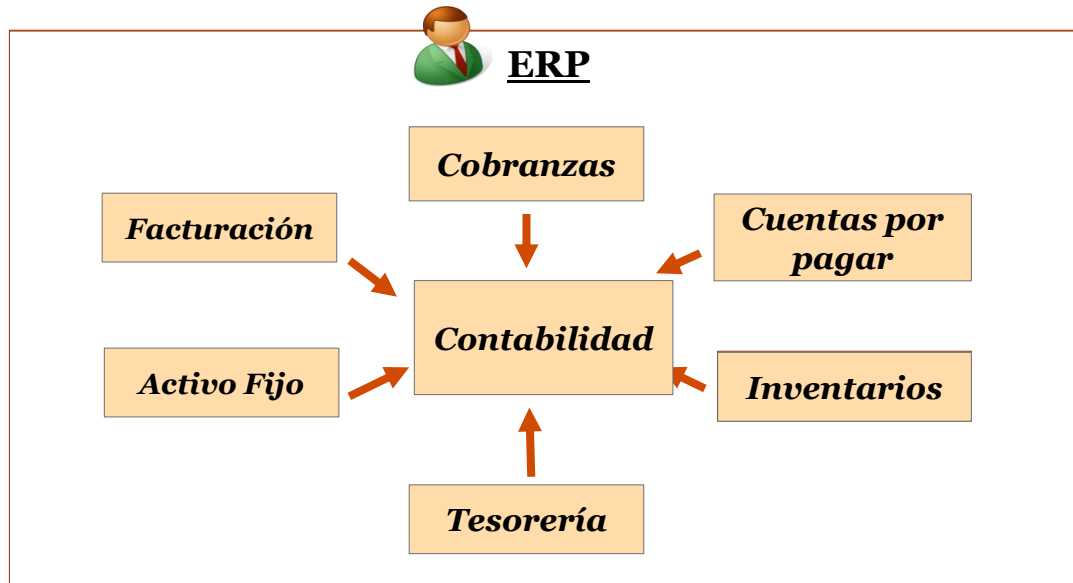 ERP
Cobranzas
Facturación
Cuentas por
pagar
Contabilidad
Activo Fijo
Inventarios
Tesorería